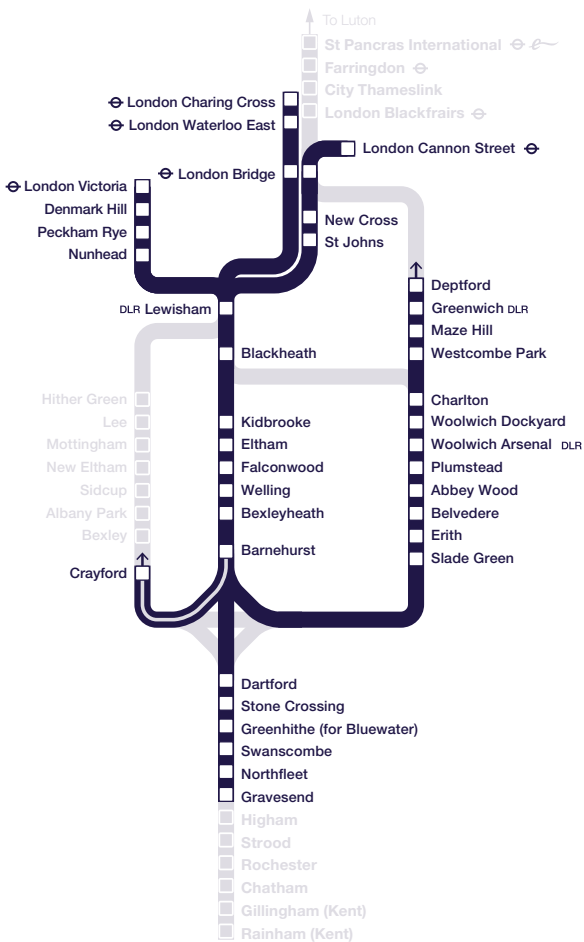 To Luton
St Pancras International
Farringdon
City Thameslink
London Blackfrairs
London Charing Cross
London Waterloo East
London Cannon Street
London Bridge
London Victoria
Denmark Hill
Peckham Rye
Nunhead
New Cross
St Johns
DLR Lewisham
Blackheath
Deptford
Greenwich DLR
Maze Hill
Westcombe Park
Charlton
Woolwich Dockyard
Woolwich Arsenal DLR
Plumstead
Abbey Wood
Belvedere
Erith
Slade Green
Hither Green
Lee
Mottingham
New Eltham
Sidcup
Albany Park
Bexley
Crayford
Kidbrooke
Eltham
Falconwood
Welling
Bexleyheath
Barnehurst
Dartford
Stone Crossing
Greenhithe (for Bluewater)
Swanscombe
Northfleet
Gravesend
Higham
Strood
Rochester
Chatham
Gillingham (Kent)
Rainham (Kent)